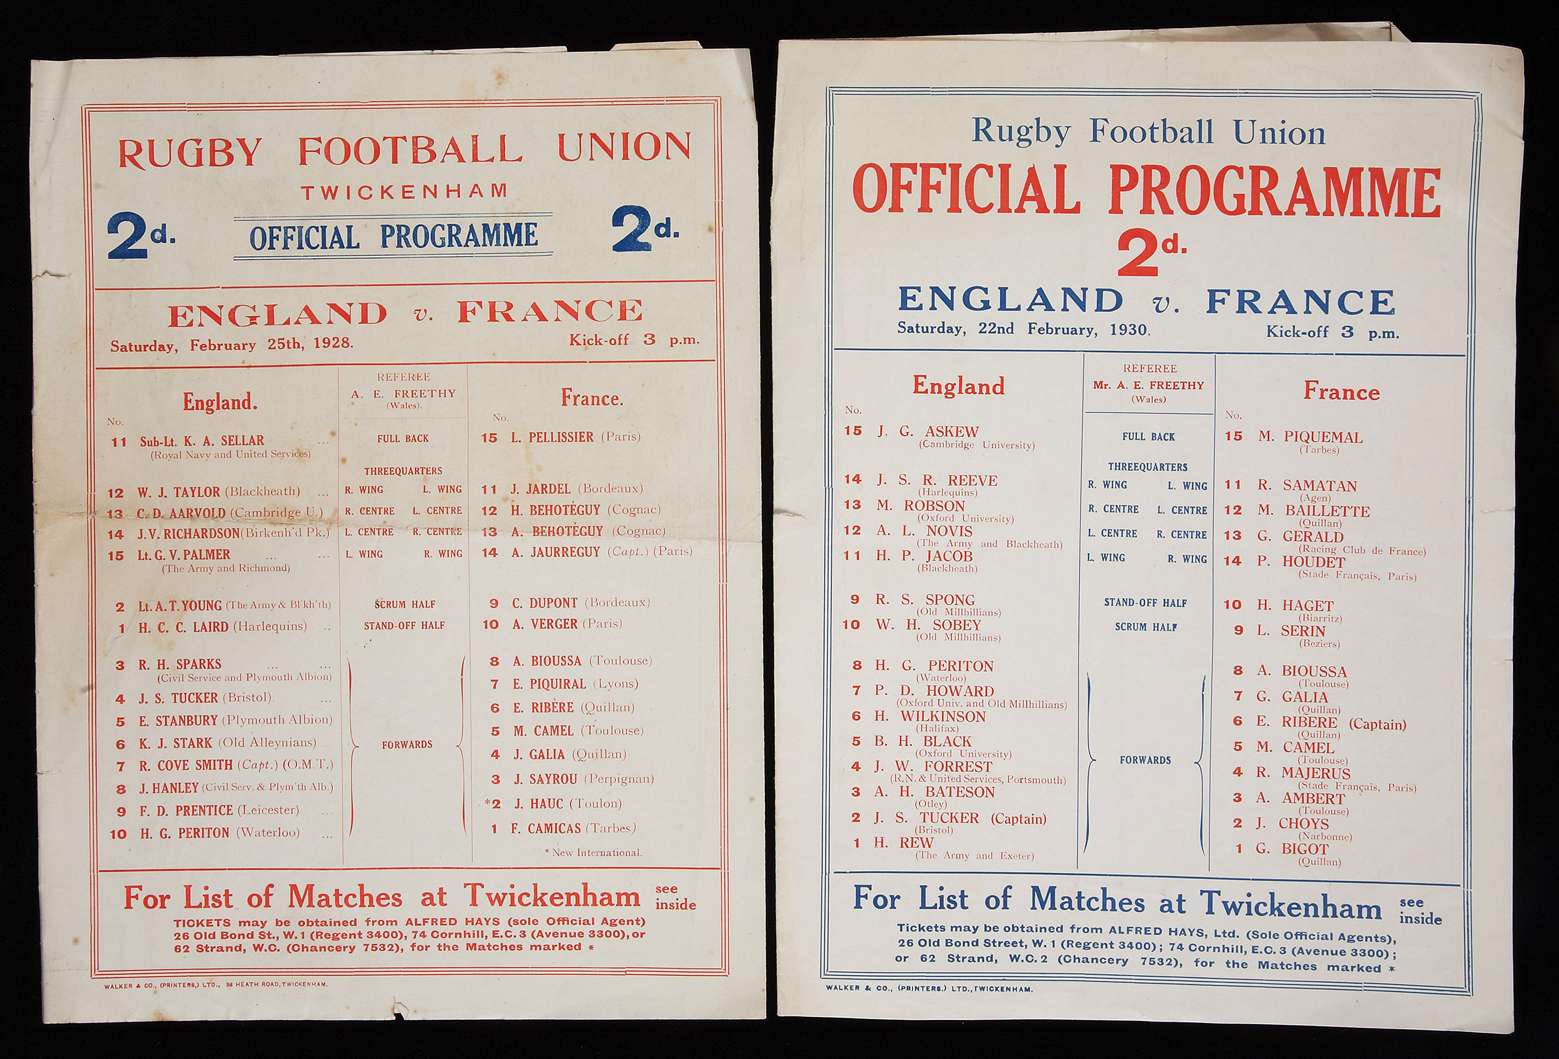 RUGBY FOOTBALL UNION
TWICKENHAM
2d. OFFICIAL PROGRAMME 2d.
ENGLAND v. FRANCE
Saturday, February 25th, 1928. Kick-off 3 p.m.
England. REFEREE France.
A. E. FREETHY
(Wales).
No. No.
11 Sub-Lt. K. A. SELLAR ... FULL BACK 15 L. PELLISSIER (Paris)
(Royal Navy and United Services)
THREEQUARTERS
12 W. J. TAYLOR (Blackheath) ... R. WING L. WING 11 J. JARDEL (Bordeaux)
13 C. D. AARVOLD (Cambridge U.) R. CENTRE L. CENTRE 12 H. BEHOTÉGUY (Cognac)
14 J. V. RICHARDSON (Birkenh'd Pk.) L. CENTRE R. CENTRE 13 A. BEHOTÉGUY (Cognac)
15 Lt. G. V. PALMER ... ... L. WING R. WING 14 A. JAURREGUY (Capt.) (Paris)
(The Army and Richmond)
2 Lt. A. T. YOUNG (The Army & Bl'kh'th) SCRUM HALF 9 C. DUPONT (Bordeaux)
1 H. C. C. LAIRD (Harlequins) .. STAND-OFF HALF 10 A. VERGER (Paris)
3 R. H. SPARKS ... ... 8 A. BIOUSSA (Toulouse)
(Civil Service and Plymouth Albion)
4 J. S. TUCKER (Bristol) ... 7 E. PIQUIRAL (Lyons)
5 E. STANBURY (Plymouth Albion) 6 E. RIBÈRE (Quillan)
6 K. J. STARK (Old Alleynians) FORWARDS 5 M. CAMEL (Toulouse)
7 R. COVE SMITH (Capt.) (O.M.T.) 4 J. GALIA (Quillan)
8 J. HANLEY (Civil Serv. & Plym'th Alb.) 3 J. SAYROU (Perpignan)
9 F. D. PRENTICE (Leicester) ... *2 J. HAUC (Toulon)
10 H. G. PERITON (Waterloo) ... 1 F. CAMICAS (Tarbes)
* New International.
For List of Matches at Twickenham see inside
TICKETS may be obtained from ALFRED HAYS (sole Official Agent)
26 Old Bond St., W.1 (Regent 3400), 74 Cornhill, E.C.3 (Avenue 3300), or
62 Strand, W.C. (Chancery 7532), for the Matches marked *
WALKER & CO., (PRINTERS,) LTD., 36 HEATH ROAD, TWICKENHAM.
Rugby Football Union
OFFICIAL PROGRAMME
2d.
ENGLAND v. FRANCE
Saturday, 22nd February, 1930. Kick-off 3 p.m.
England REFEREE France
Mr. A. E. FREETHY
(Wales)
No. No.
15 J. G. ASKEW FULL BACK 15 M. PIQUEMAL
(Cambridge University) (Tarbes)
THREEQUARTERS
14 J. S. R. REEVE R. WING L. WING 11 R. SAMATAN
(Harlequins) (Agen)
13 M. ROBSON R. CENTRE L. CENTRE 12 M. BAILLETTE
(Oxford University) (Quillan)
12 A. L. NOVIS L. CENTRE R. CENTRE 13 G. GERALD
(The Army and Blackheath) (Racing Club de France)
11 H. P. JACOB L. WING R. WING 14 P. HOUDET
(Blackheath) (Stade Français, Paris)
9 R. S. SPONG STAND-OFF HALF 10 H. HAGET
(Old Millhillians) (Biarritz)
10 W. H. SOBEY SCRUM HALF 9 L. SERIN
(Old Millhillians) (Beziers)
8 H. G. PERITON 8 A. BIOUSSA
(Waterloo) (Toulouse)
7 P. D. HOWARD 7 G. GALIA
(Oxford Univ. and Old Millhillians) (Quillan)
6 H. WILKINSON 6 E. RIBERE (Captain)
(Halifax) (Quillan)
5 B. H. BLACK FORWARDS 5 M. CAMEL
(Oxford University) (Toulouse)
4 J. W. FORREST 4 R. MAJERUS
(R.N. & United Services, Portsmouth) (Stade Français, Paris)
3 A. H. BATESON 3 A. AMBERT
(Otley) (Toulouse)
2 J. S. TUCKER (Captain) 2 J. CHOYS
(Bristol) (Narbonne)
1 H. REW 1 G. BIGOT
(The Army and Exeter) (Quillan)
For List of Matches at Twickenham see inside
Tickets may be obtained from ALFRED HAYS, Ltd. (Sole Official Agents),
26 Old Bond Street, W. 1 (Regent 3400); 74 Cornhill, E.C. 3 (Avenue 3300);
or 62 Strand, W.C. 2 (Chancery 7532), for the Matches marked *
WALKER & CO., (PRINTERS.) LTD., TWICKENHAM.